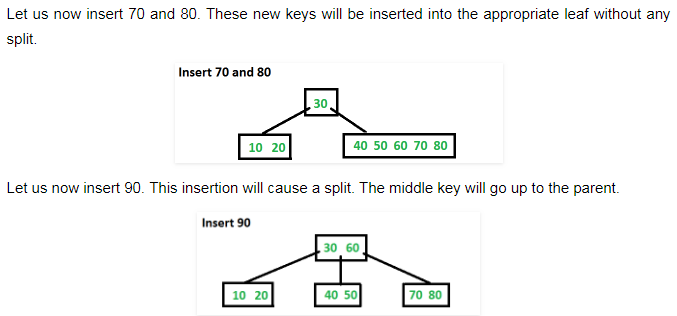 Let us now insert 70 and 80. These new keys will be inserted into the appropriate leaf without any
split.
Insert 70 and 80
30
10 20
40 50 60 70 80
Let us now insert 90. This insertion will cause a split. The middle key will go up to the parent.
Insert 90
30 60
10 20
40 50
70 80